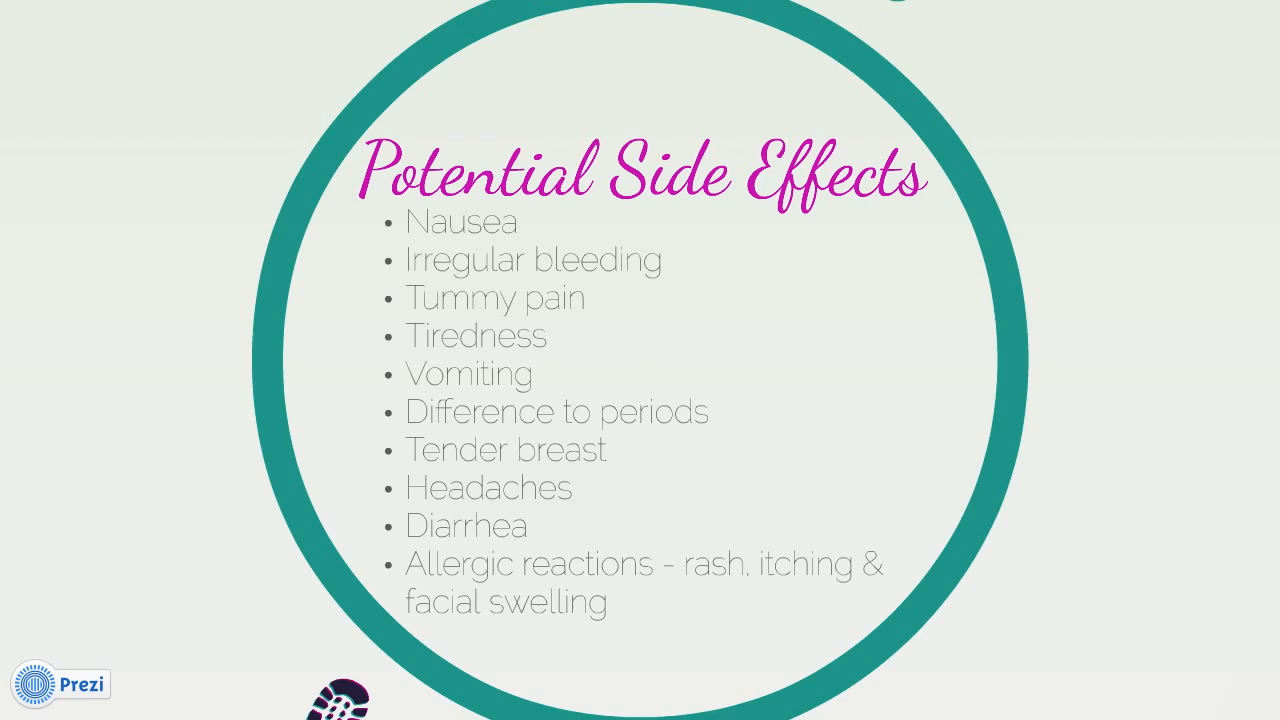 Potential Side Effects
• Nausea
• Irregular bleeding
• Tummy pain
• Tiredness
• Vomiting
• Difference to periods
• Tender breast
• Headaches
• Diarrhea
• Allergic reactions - rash, itching &
facial swelling
Prezi